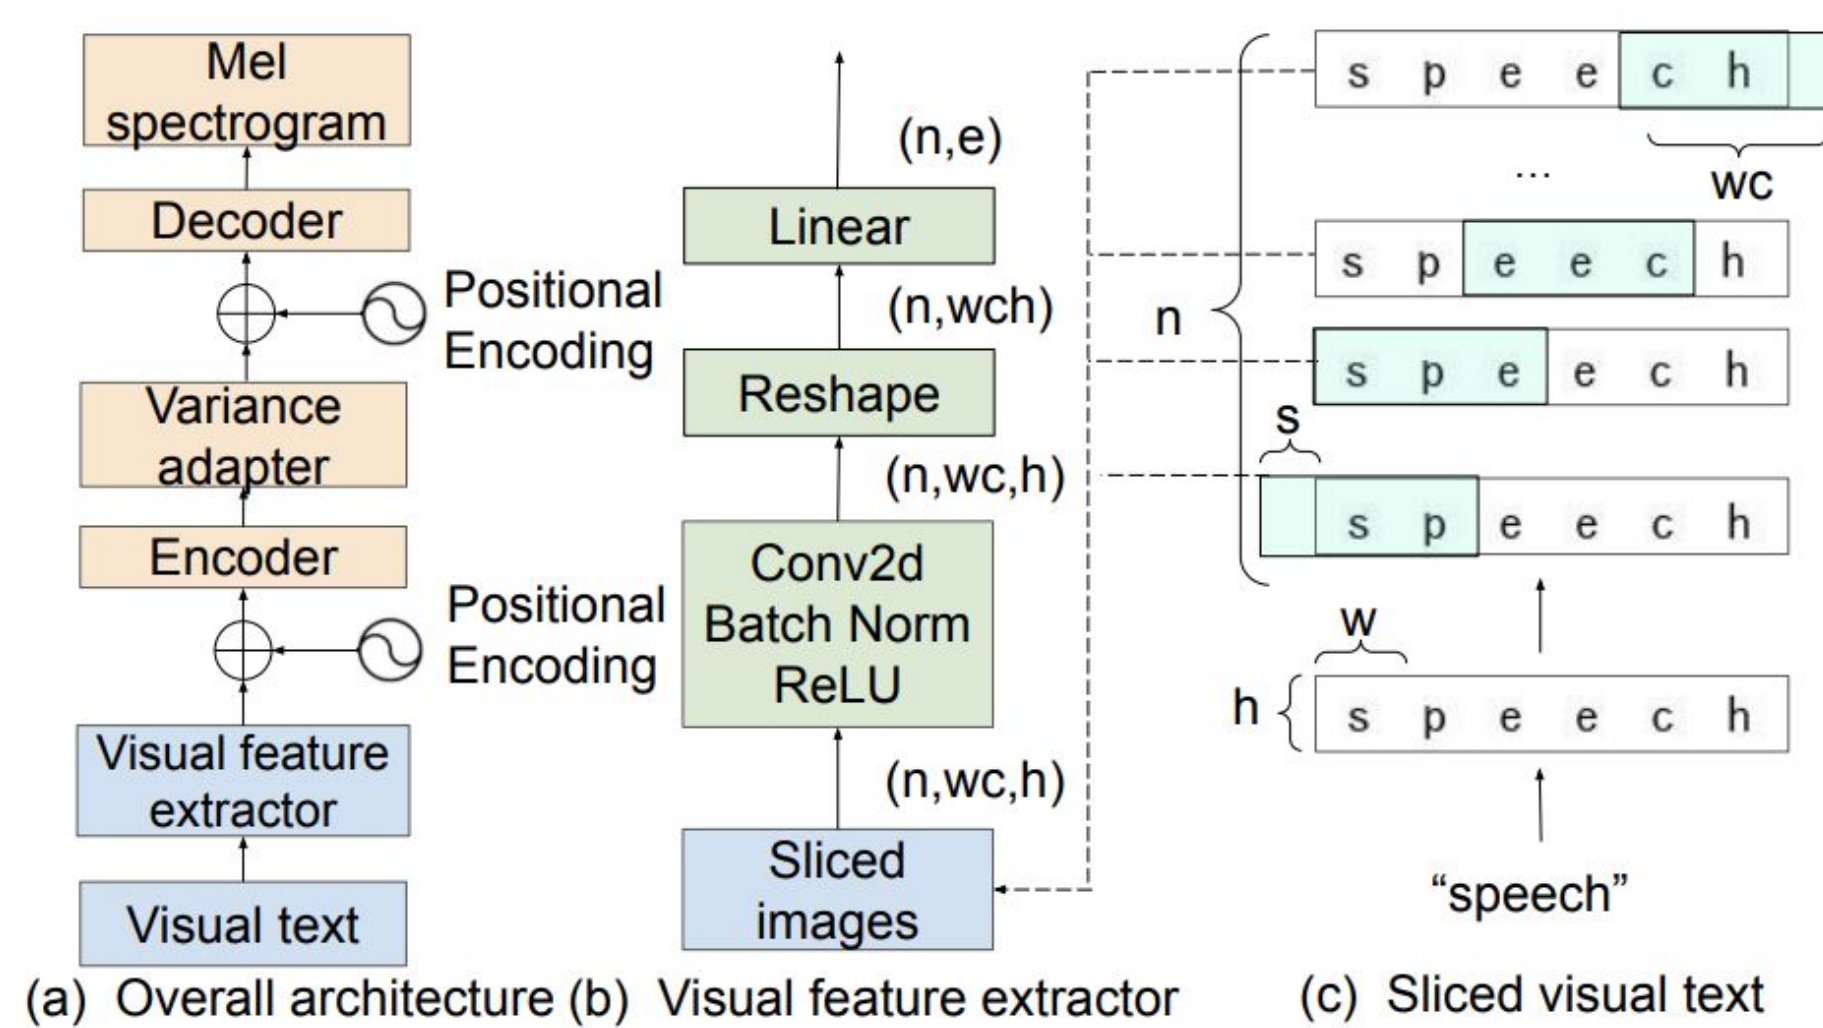 Mel
spectrogram
Decoder
Positional
Encoding
Variance
adapter
Encoder
Positional
Encoding
Visual feature
extractor
Visual text
(a) Overall architecture
(n,e)
Linear
(n,wch)
Reshape
(n,wc,h)
Conv2d
Batch Norm
ReLU
(n,wc,h)
Sliced
images
(b) Visual feature extractor
s p e e c h
wc
...
s p e e c h
n
s p e e c h
s
s p e e c h
w
h
s p e e c h
“speech”
(c) Sliced visual text